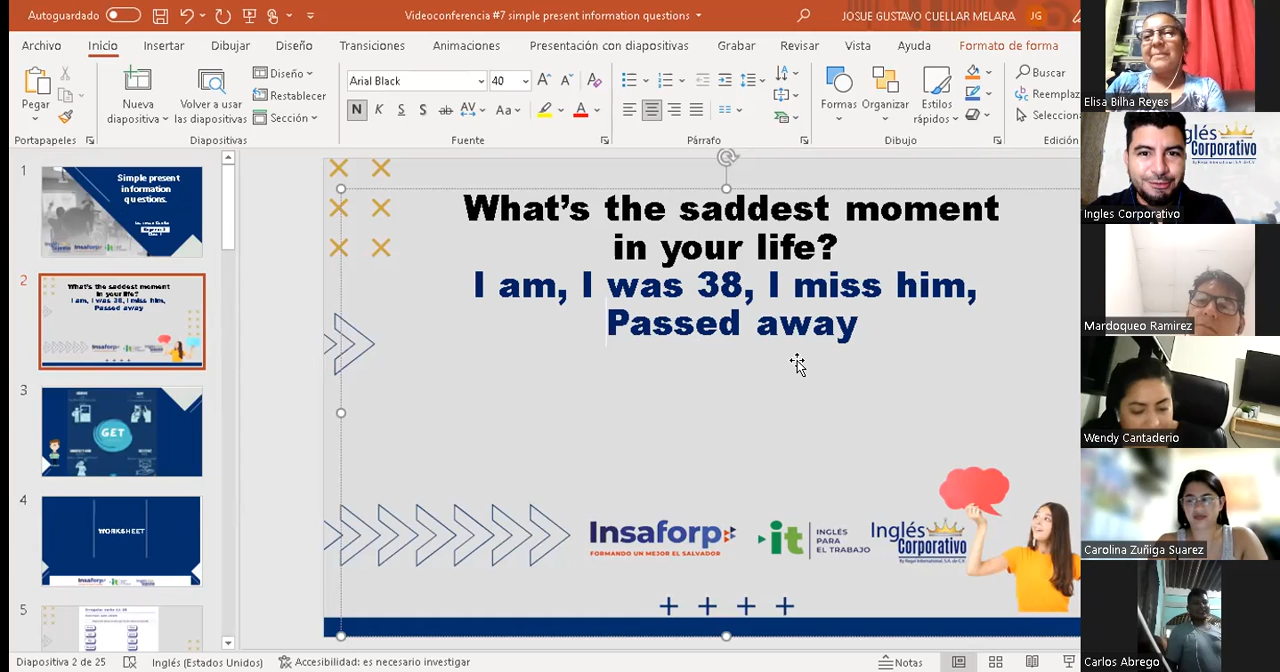 Autoguardado
Videoconferencia #7 simple present information questions
JOSUE GUSTAVO CUELLAR MELARA
JG
Archivo
Inicio
Insertar
Dibujar
Diseño
Transiciones
Animaciones
Presentación con diapositivas
Grabar
Revisar
Vista
Ayuda
Formato de forma
Pegar
Nueva
diapositiva
Volver a usar
las diapositivas
Diseño
Restablecer
Sección
Arial Black
40
N K S S ab AV Aa A
Formas
Organizar
Estilos
rápidos
Buscar
Reemplaz
Seleccion
Portapapeles
Diapositivas
Fuente
Párrafo
Dibujo
Edición
1
Simple present
information
questions.
2
What's the saddest moment
in your life?
I am, I was 38, I miss him,
Passed away
3
GET
4
WORKSHEET
5
What's the saddest moment
in your life?
I am, I was 38, I miss him,
Passed away
Insaforp
FORMANDO UN MEJOR EL SALVADOR
it
INGLÉS
PARA
EL TRABAJO
Inglés
Corporativo
Elisa Bilha Reyes
glés
Corporativo
Ingles Corporativo
Mardoqueo Ramirez
Wendy Cantaderio
Carolina Zuñiga Suarez
Carlos Abrego
Diapositiva 2 de 25
Inglés (Estados Unidos)
Accesibilidad: es necesario investigar
Notas